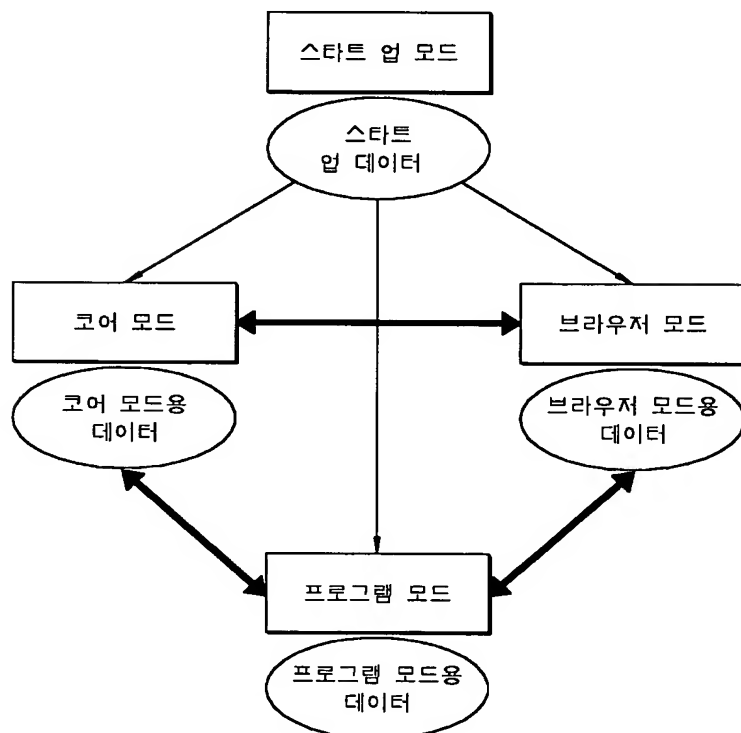 스타트 업 모드
스타트
업 데이터
코어 모드
브라우저 모드
코어 모드용
데이터
브라우저 모드용
데이터
프로그램 모드
프로그램 모드용
데이터